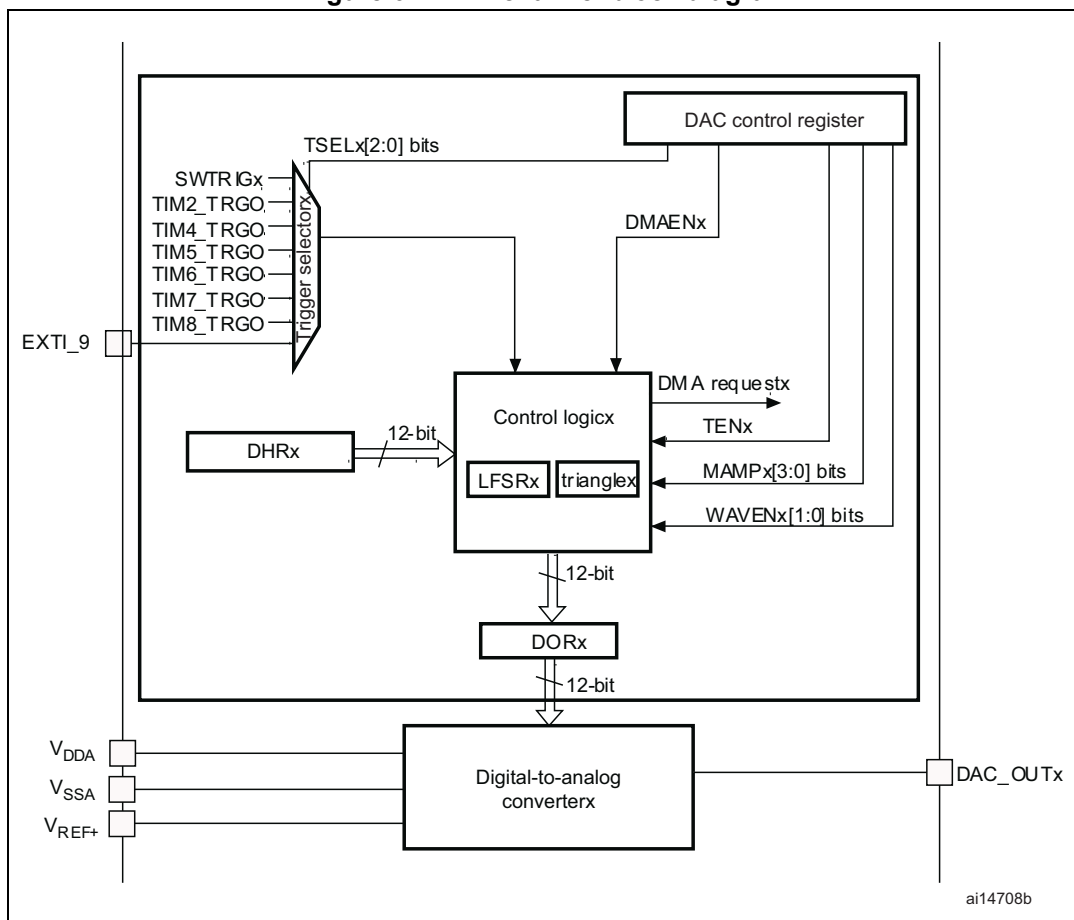 DAC control register
TSELx[2:0] bits
SWTRIGx
TIM2_TRGO
TIM4_TRGO
TIM5_TRGO
TIM6_TRGO
TIM7_TRGO
TIM8_TRGO
EXTI_9
Trigger selectorx
DMAENx
DMA requestx
Control logicx
TENx
12-bit
DHRx
LFSRx
trianglex
MAMPx[3:0] bits
WAVENx[1:0] bits
12-bit
DORx
12-bit
VDDA
VSSA
VREF+
Digital-to-analog
converterx
DAC_OUTx
ai14708b